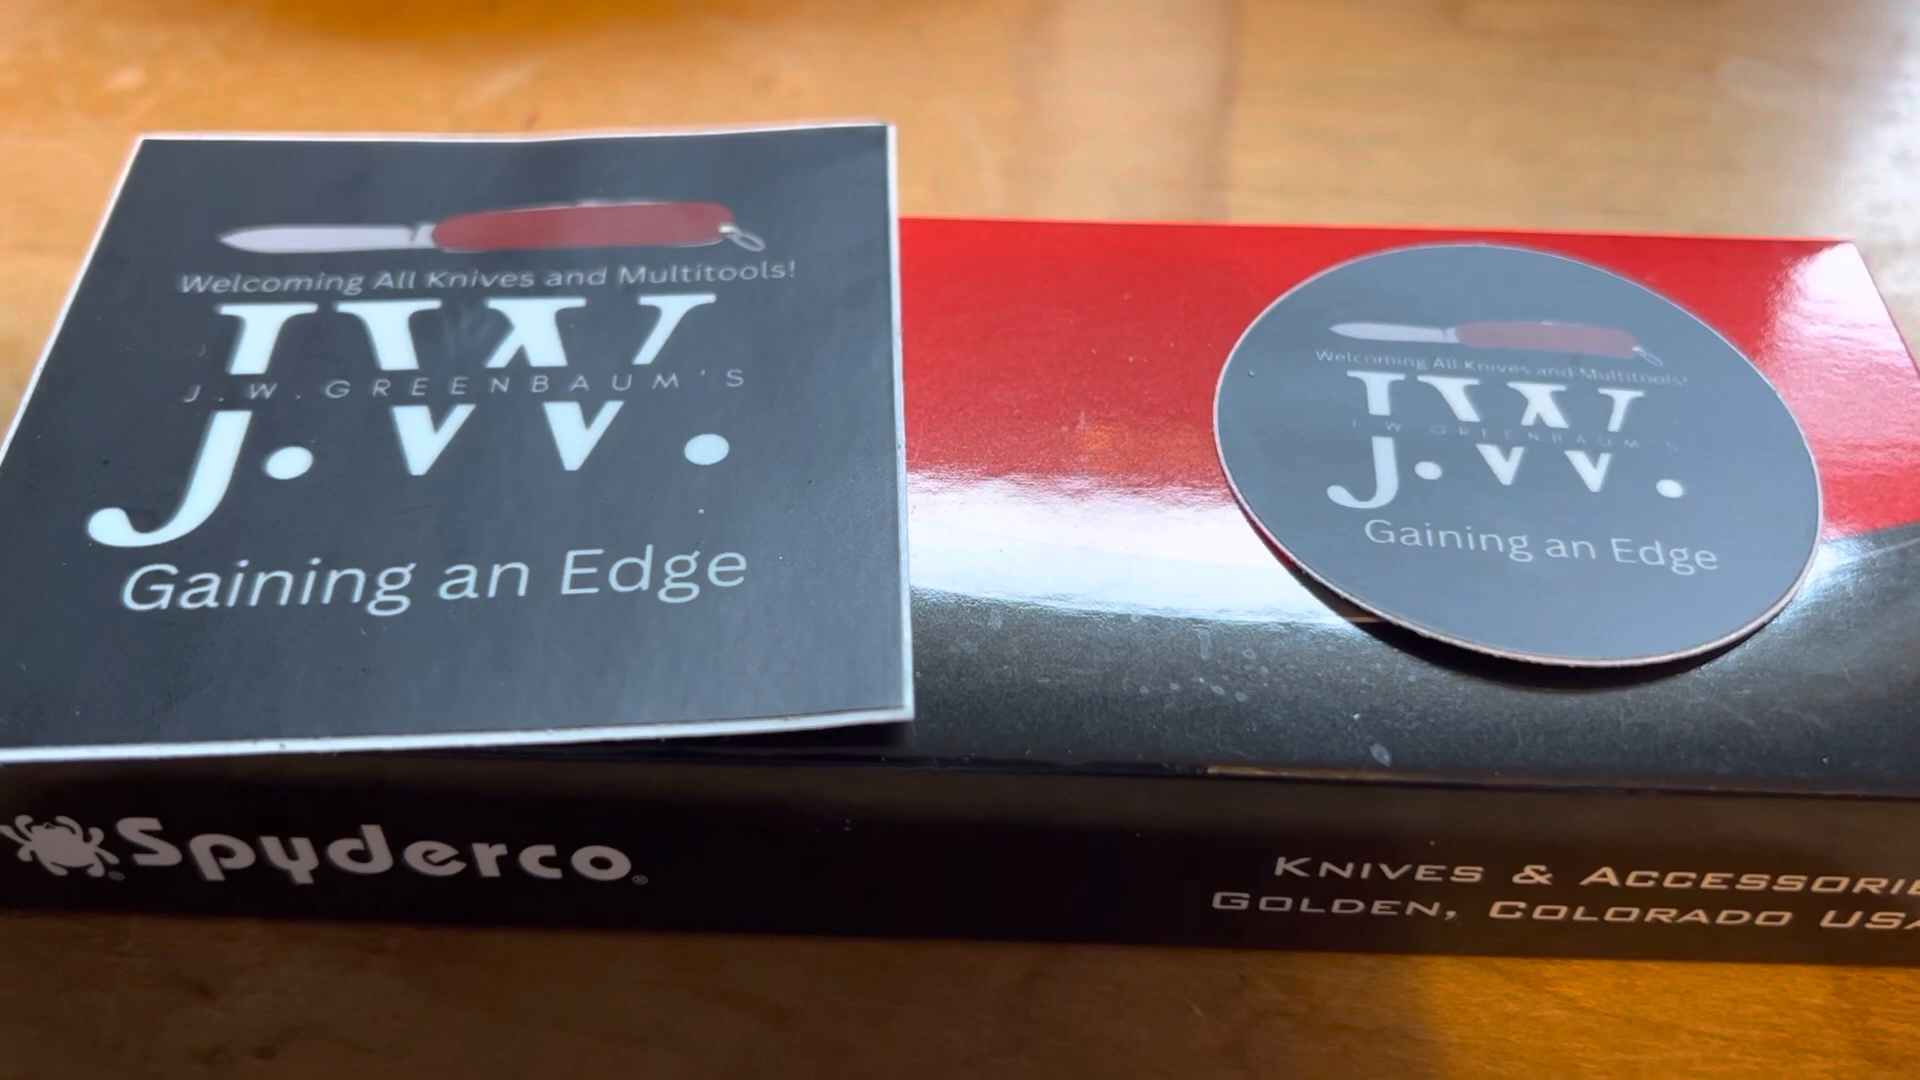 Welcoming All Knives and Multitools!
J.W.
J.W.GREENBAUM'S
Gaining an Edge
Welcoming All Knives and Multitools!
J.W.
J.W.GREENBAUM'S
Gaining an Edge
Spyderco®
KNIVES & ACCESSORIE
GOLDEN, COLORADO USA